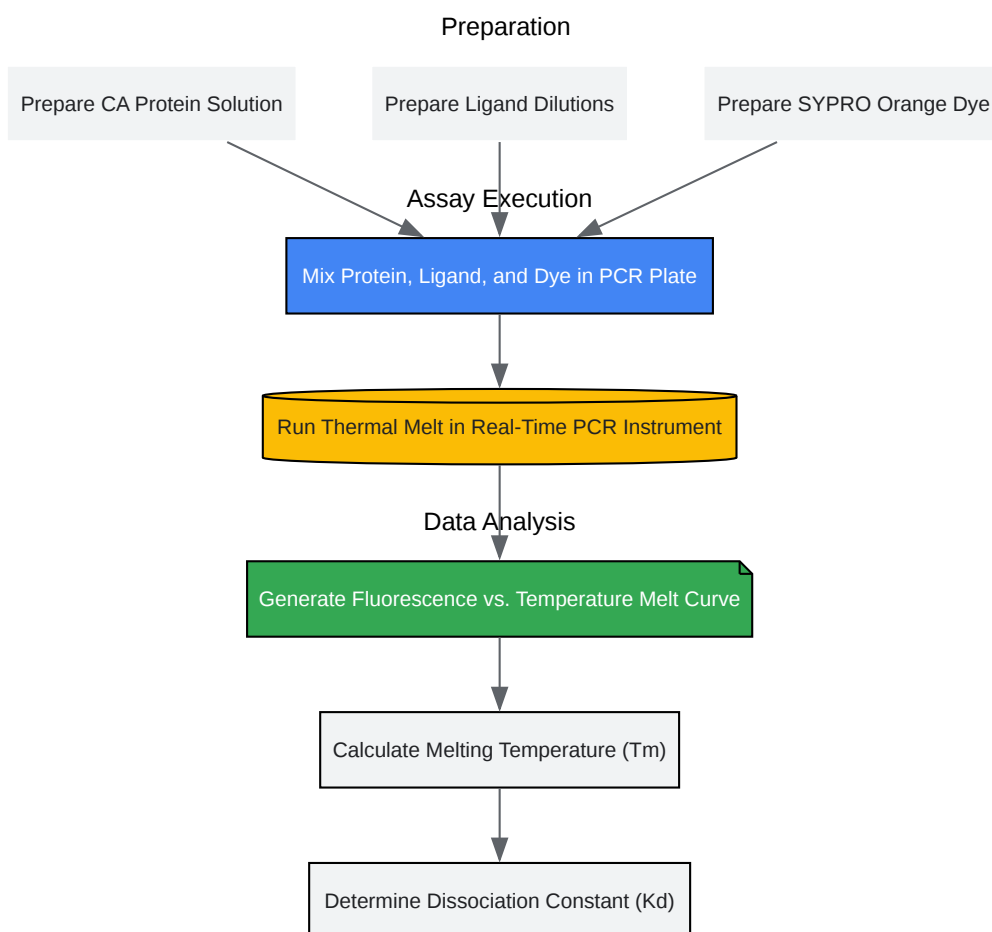 Preparation
Prepare CA Protein Solution
Prepare Ligand Dilutions
Prepare SYPRO Orange Dye
Assay Execution
Mix Protein, Ligand, and Dye in PCR Plate
Run Thermal Melt in Real-Time PCR Instrument
Data Analysis
Generate Fluorescence vs. Temperature Melt Curve
Calculate Melting Temperature (Tm)
Determine Dissociation Constant (Kd)